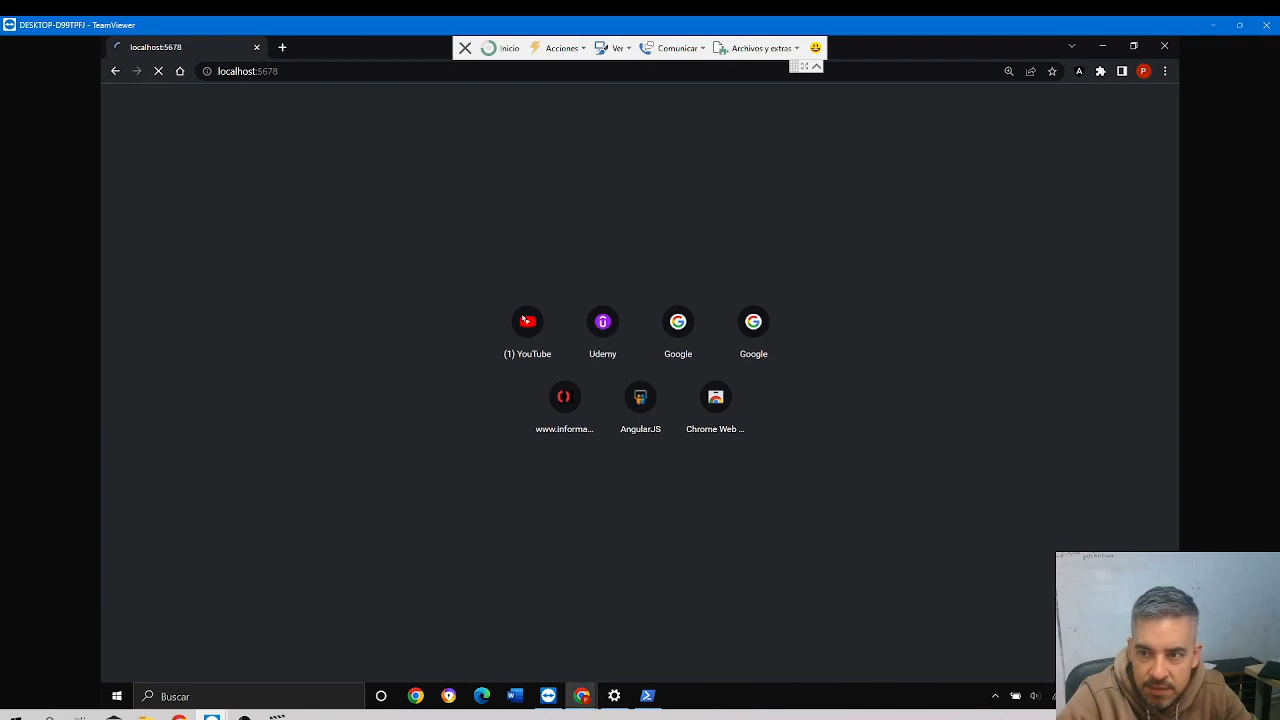 DESKTOP-D99TPFJ - TeamViewer
localhost:5678
Inicio
Acciones
Ver
Comunicar
Archivos y extras
localhost:5678
A
P
(1) YouTube
Udemy
Google
Google
www.informa...
AngularJS
Chrome Web ...
Buscar